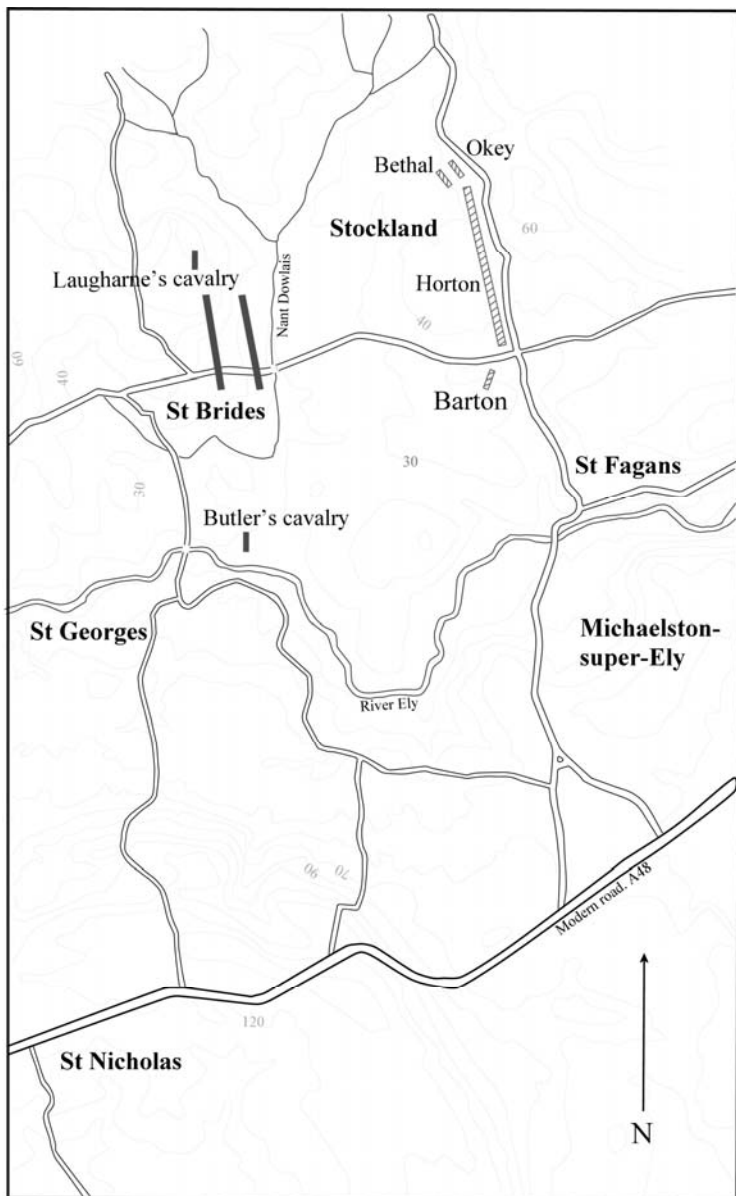 Okey
Bethal
Stockland
60
Laugharne's cavalry
Nant Dowlais
Horton
40
60
40
St Brides
Barton
30
St Fagans
30
Butler's cavalry
St Georges
Michaelston-
super-Ely
River Ely
90
70
Modern road. A48
120
St Nicholas
N